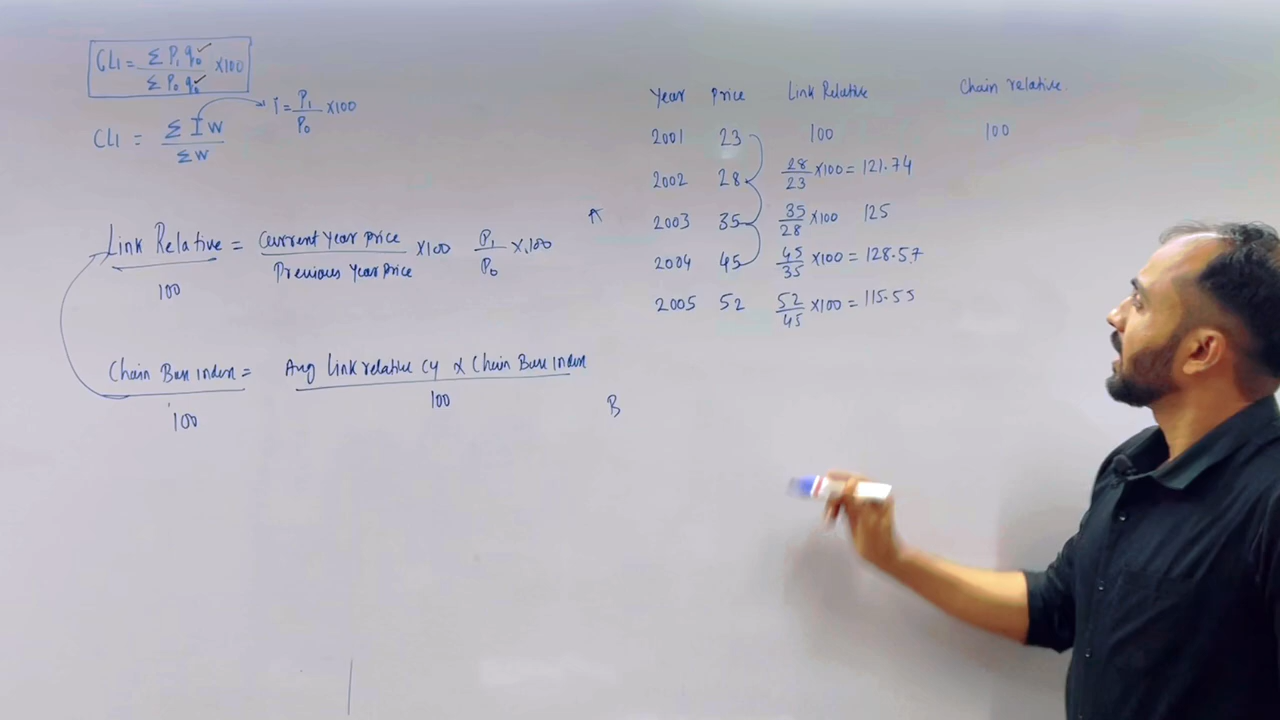 CLI = Σ P₁ q₀ / Σ P₀ q₀ ×100
I = P₁ / P₀ ×100
CLI = Σ I W / Σ W
Link Relative = Current Year Price / Previous Year Price ×100 P₁ / P₀ ×100
100
Chain Base index = Avg link relative CY × Chain Base index / 100
100
B
Year Price Link Relative Chain relative.
2001 23 100 100
2002 28 28/23 ×100 = 121.74
2003 35 35/28 ×100 125
2004 45 45/35 ×100 = 128.57
2005 52 52/45 ×100 = 115.55